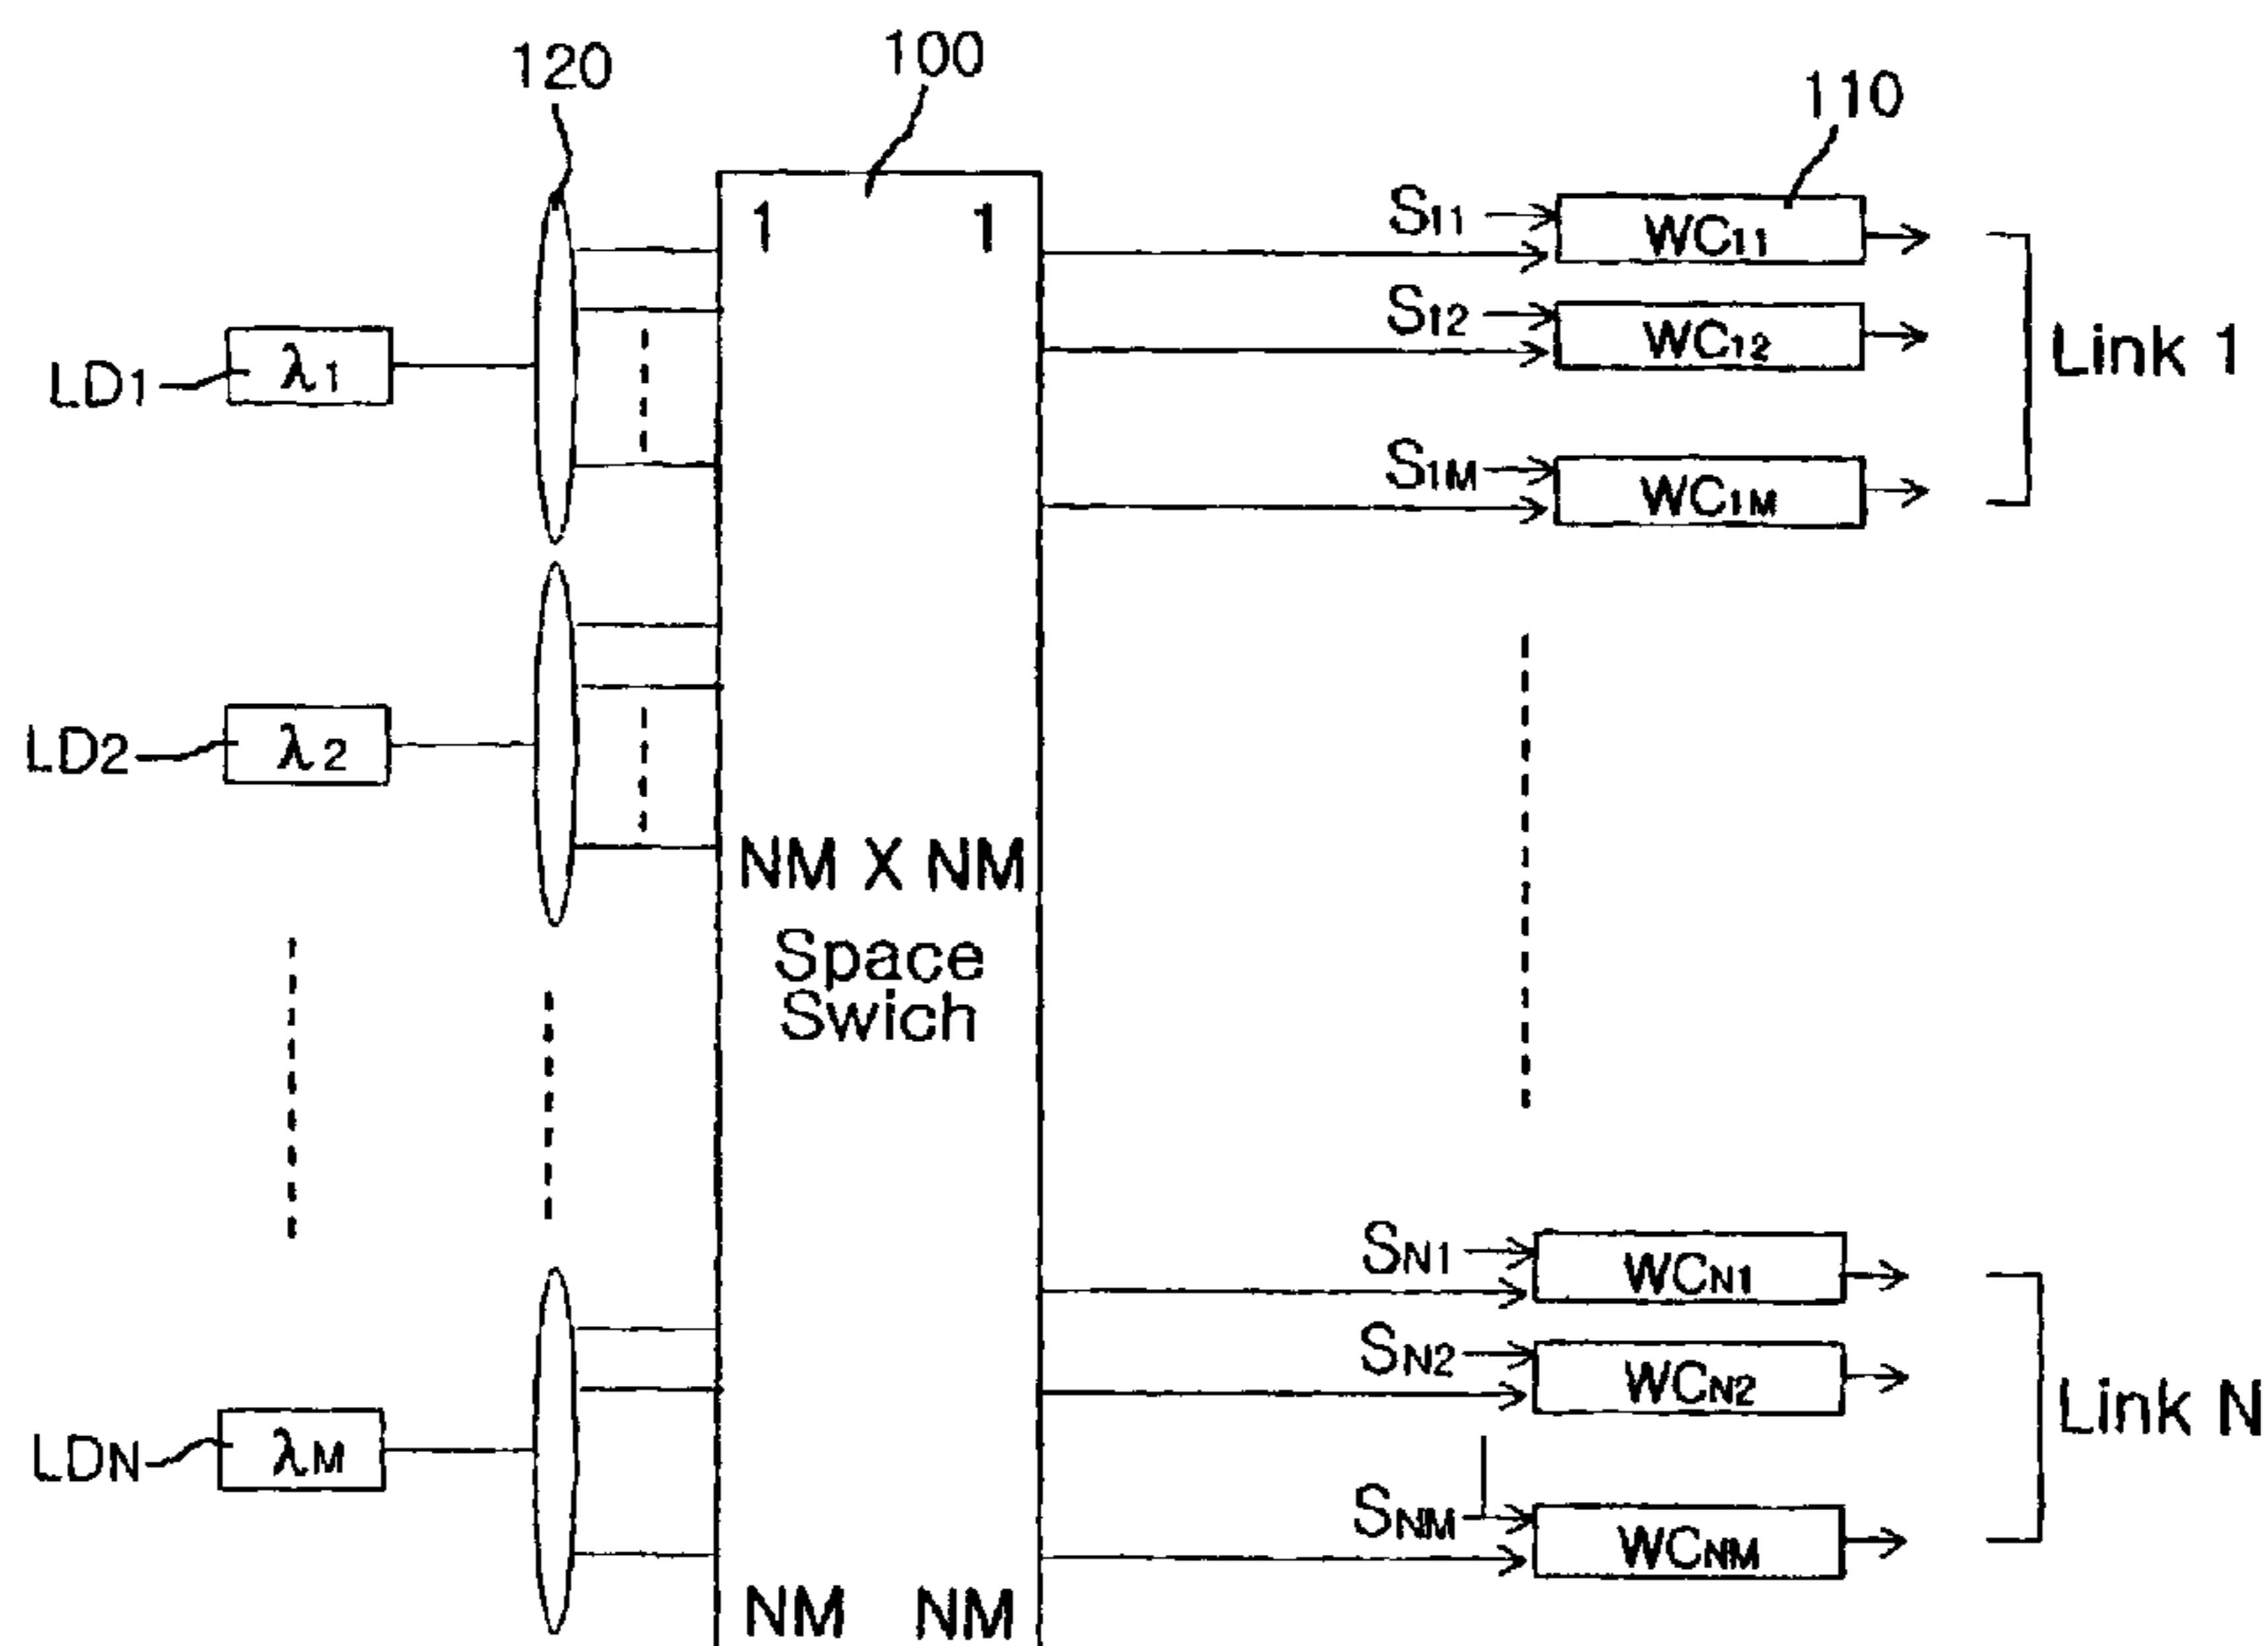 120
100
110
1 1
S11
WC11
S12
WC12
S1M
WC1M
Link 1
LD1
λ1
LD2
λ2
NM X NM
Space
Swich
SN1
WCN1
SN2
WCN2
SNM
WCNM
Link N
LDN
λM
NM NM